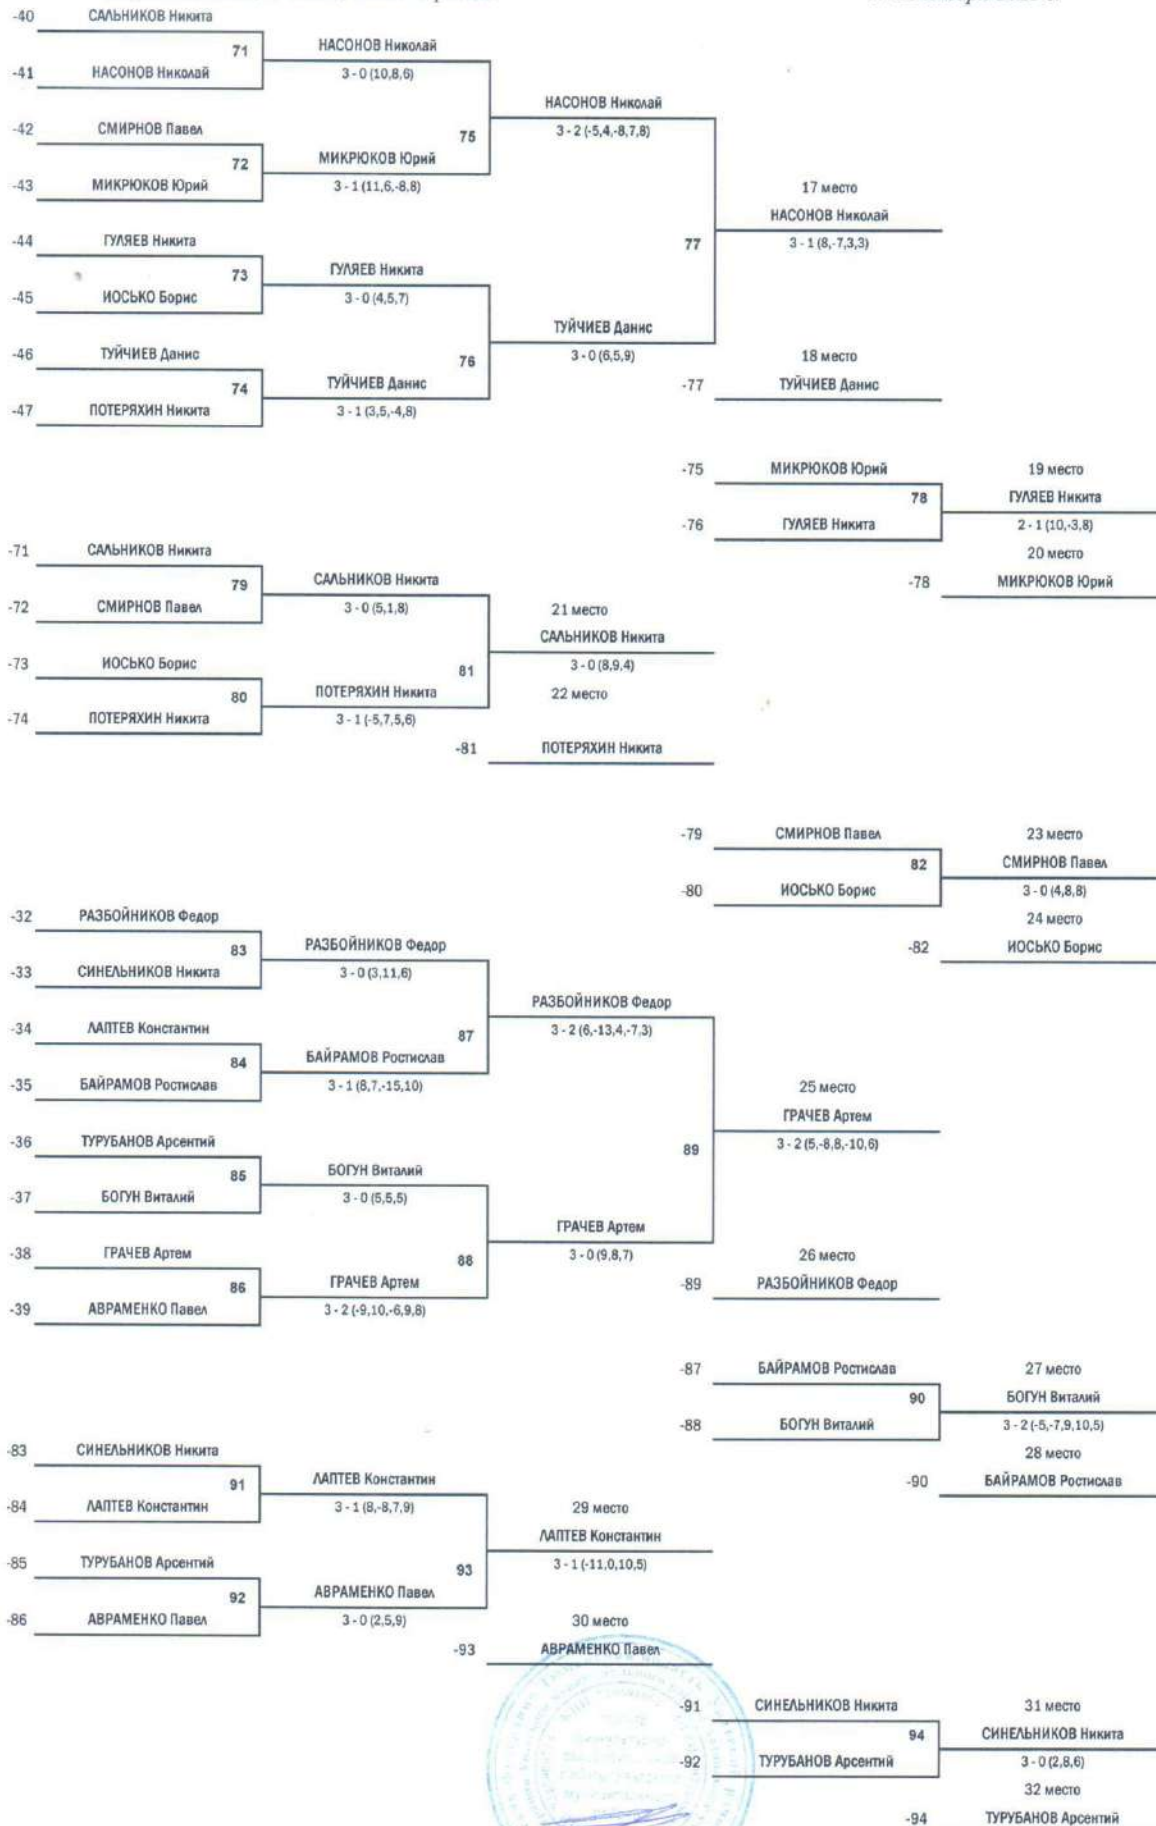 -40 САЛЬНИКОВ Никита
71 НАСОНОВ Николай
-41 НАСОНОВ Николай 3 - 0 (10,8,6)
НАСОНОВ Николай
-42 СМИРНОВ Павел 75 3 - 2 (-5,4,-8,7,8)
72 МИКРЮКОВ Юрий
-43 МИКРЮКОВ Юрий 3 - 1 (11,6,-8,8)
17 место
НАСОНОВ Николай
-44 ГУЛЯЕВ Никита 77 3 - 1 (8,-7,3,3)
73 ГУЛЯЕВ Никита
-45 ИОСЬКО Борис 3 - 0 (4,5,7)
ТУЙЧИЕВ Данис
-46 ТУЙЧИЕВ Данис 76 3 - 0 (6,5,9) 18 место
74 ТУЙЧИЕВ Данис -77 ТУЙЧИЕВ Данис
-47 ПОТЕРЯХИН Никита 3 - 1 (3,5,-4,8)
-75 МИКРЮКОВ Юрий 19 место
78 ГУЛЯЕВ Никита
-76 ГУЛЯЕВ Никита 2 - 1 (10,-3,8)
-71 САЛЬНИКОВ Никита 20 место
79 САЛЬНИКОВ Никита -78 МИКРЮКОВ Юрий
-72 СМИРНОВ Павел 3 - 0 (5,1,8) 21 место
САЛЬНИКОВ Никита
-73 ИОСЬКО Борис 81 3 - 0 (8,9,4)
80 ПОТЕРЯХИН Никита 22 место
-74 ПОТЕРЯХИН Никита 3 - 1 (-5,7,5,6)
-81 ПОТЕРЯХИН Никита
-79 СМИРНОВ Павел 23 место
82 СМИРНОВ Павел
-80 ИОСЬКО Борис 3 - 0 (4,8,8)
-32 РАЗБОЙНИКОВ Федор 24 место
83 РАЗБОЙНИКОВ Федор -82 ИОСЬКО Борис
-33 СИНЕЛЬНИКОВ Никита 3 - 0 (3,11,6)
РАЗБОЙНИКОВ Федор
-34 ЛАПТЕВ Константин 87 3 - 2 (6,-13,4,-7,3)
84 БАЙРАМОВ Ростислав
-35 БАЙРАМОВ Ростислав 3 - 1 (8,7,-15,10) 25 место
ГРАЧЕВ Артем
-36 ТУРУБАНОВ Арсентий 89 3 - 2 (5,-8,8,-10,6)
85 БОГУН Виталий
-37 БОГУН Виталий 3 - 0 (5,5,5)
ГРАЧЕВ Артем
-38 ГРАЧЕВ Артем 88 3 - 0 (9,8,7) 26 место
86 ГРАЧЕВ Артем -89 РАЗБОЙНИКОВ Федор
-39 АВРАМЕНКО Павел 3 - 2 (-9,10,-6,9,8)
-87 БАЙРАМОВ Ростислав 27 место
90 БОГУН Виталий
-88 БОГУН Виталий 3 - 2 (-5,-7,9,10,5)
-83 СИНЕЛЬНИКОВ Никита 28 место
91 ЛАПТЕВ Константин -90 БАЙРАМОВ Ростислав
-84 ЛАПТЕВ Константин 3 - 1 (8,-8,7,9) 29 место
ЛАПТЕВ Константин
-85 ТУРУБАНОВ Арсентий 93 3 - 1 (-11,0,10,5)
92 АВРАМЕНКО Павел
-86 АВРАМЕНКО Павел 3 - 0 (2,5,9) 30 место
-93 АВРАМЕНКО Павел
-91 СИНЕЛЬНИКОВ Никита 31 место
94 СИНЕЛЬНИКОВ Никита
-92 ТУРУБАНОВ Арсентий 3 - 0 (2,8,6)
32 место
-94 ТУРУБАНОВ Арсентий